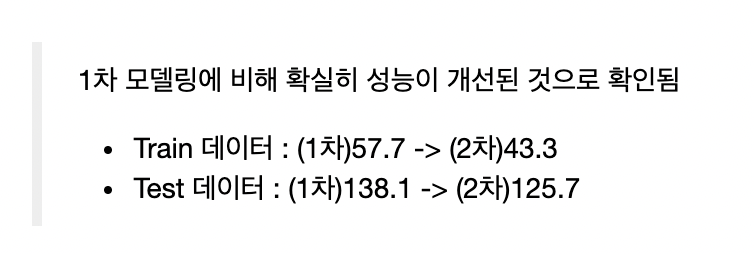 1차 모델링에 비해 확실히 성능이 개선된 것으로 확인됨
• Train 데이터 : (1차)57.7 -> (2차)43.3
• Test 데이터 : (1차)138.1 -> (2차)125.7